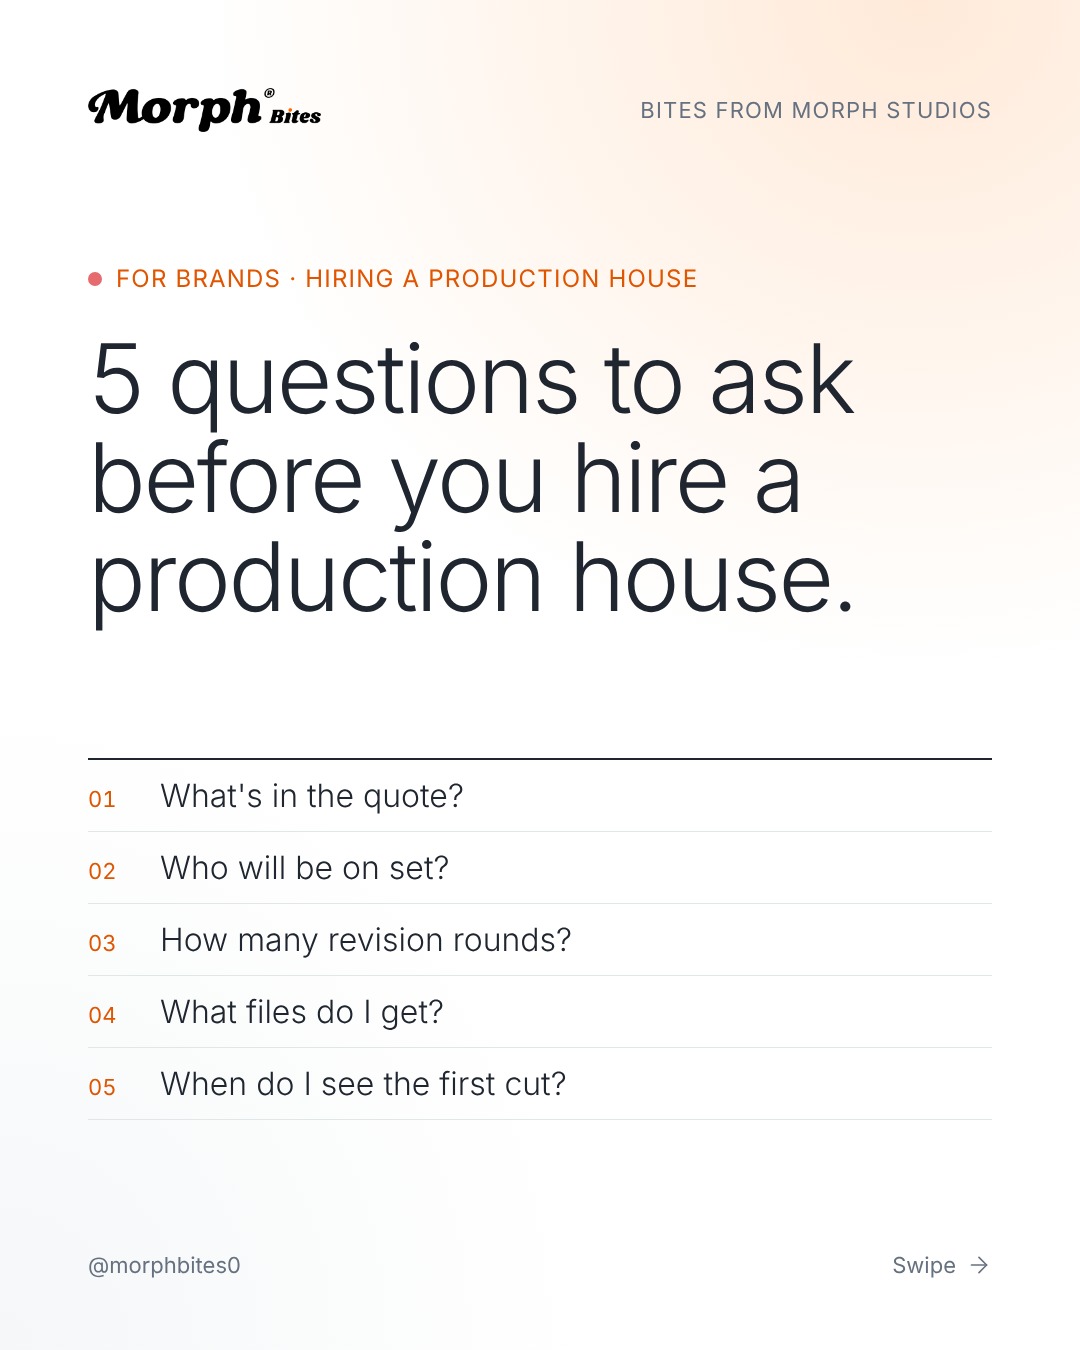 Morph® Bites
BITES FROM MORPH STUDIOS
FOR BRANDS · HIRING A PRODUCTION HOUSE
5 questions to ask
before you hire a
production house.
01 What's in the quote?
02 Who will be on set?
03 How many revision rounds?
04 What files do I get?
05 When do I see the first cut?
@morphbites0
Swipe →